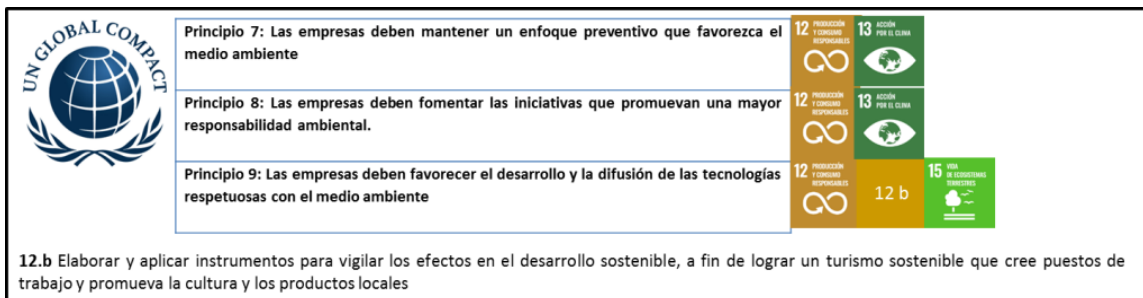 UN GLOBAL COMPACT
Principio 7: Las empresas deben mantener un enfoque preventivo que favorezca el
medio ambiente
12 PRODUCCIÓN
Y CONSUMO
RESPONSABLES
13 ACCIÓN
POR EL CLIMA
Principio 8: Las empresas deben fomentar las iniciativas que promuevan una mayor
responsabilidad ambiental.
12 PRODUCCIÓN
Y CONSUMO
RESPONSABLES
13 ACCIÓN
POR EL CLIMA
Principio 9: Las empresas deben favorecer el desarrollo y la difusión de las tecnologías
respetuosas con el medio ambiente
12 PRODUCCIÓN
Y CONSUMO
RESPONSABLES
12 b
15 VIDA
DE ECOSISTEMAS
TERRESTRES
12.b Elaborar y aplicar instrumentos para vigilar los efectos en el desarrollo sostenible, a fin de lograr un turismo sostenible que cree puestos de
trabajo y promueva la cultura y los productos locales